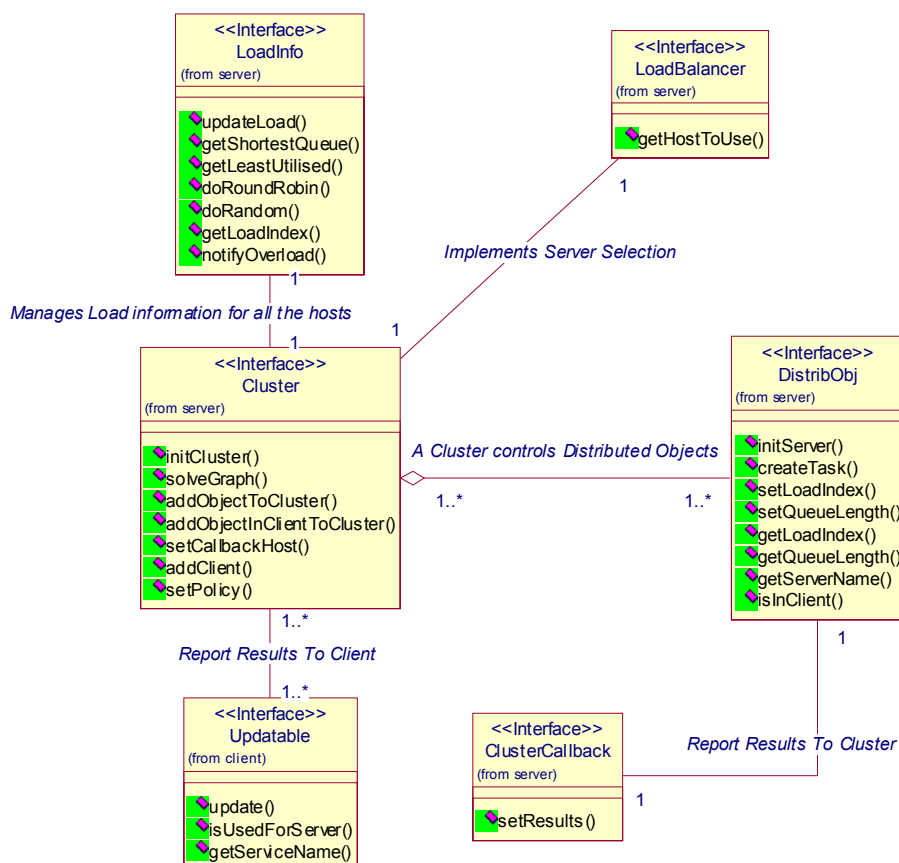 <<Interface>>
LoadInfo
(from server)
updateLoad()
getShortestQueue()
getLeastUtilised()
doRoundRobin()
doRandom()
getLoadIndex()
notifyOverload()
<<Interface>>
LoadBalancer
(from server)
getHostToUse()
1
Implements Server Selection
1
1
Manages Load information for all the hosts
1
<<Interface>>
Cluster
(from server)
initCluster()
solveGraph()
addObjectToCluster()
addObjectInClientToCluster()
setCallbackHost()
addClient()
setPolicy()
A Cluster controls Distributed Objects
1..*
1..*
<<Interface>>
DistribObj
(from server)
initServer()
createTask()
setLoadIndex()
setQueueLength()
getLoadIndex()
getQueueLength()
getServerName()
isInClient()
1..*
Report Results To Client
1..*
<<Interface>>
Updatable
(from client)
update()
isUsedForServer()
getServiceName()
1
Report Results To Cluster
1
<<Interface>>
ClusterCallback
(from server)
setResults()